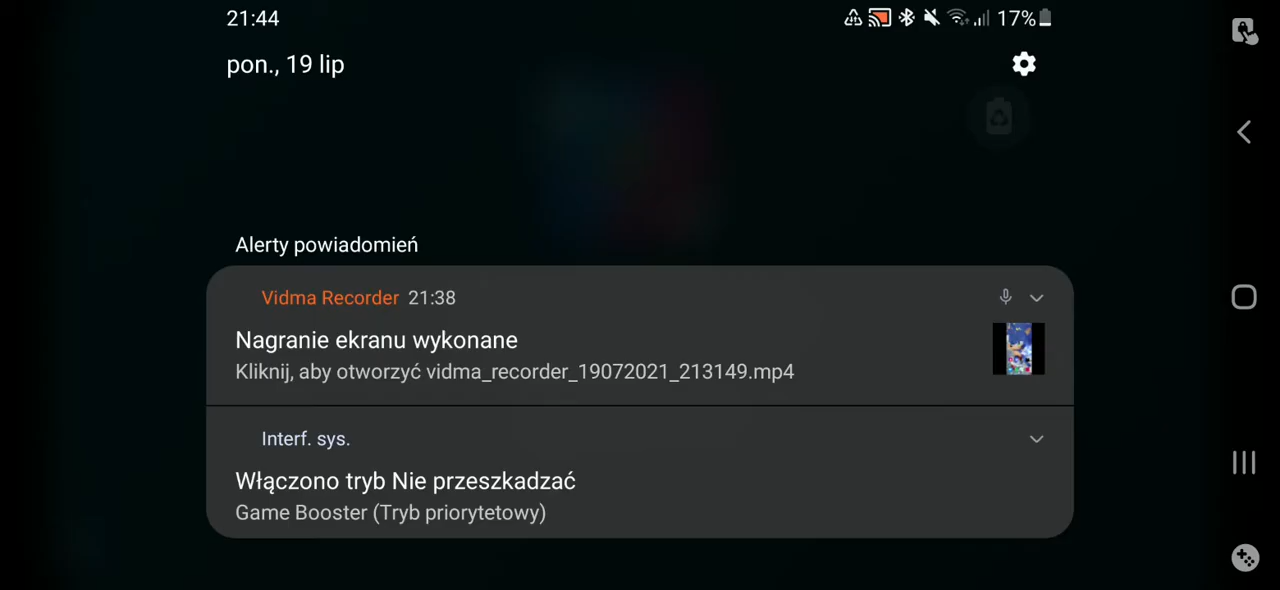 21:44
17%
pon., 19 lip
Alerty powiadomień
Vidma Recorder 21:38
Nagranie ekranu wykonane
Kliknij, aby otworzyć vidma_recorder_19072021_213149.mp4
Interf. sys.
Włączono tryb Nie przeszkadzać
Game Booster (Tryb priorytetowy)